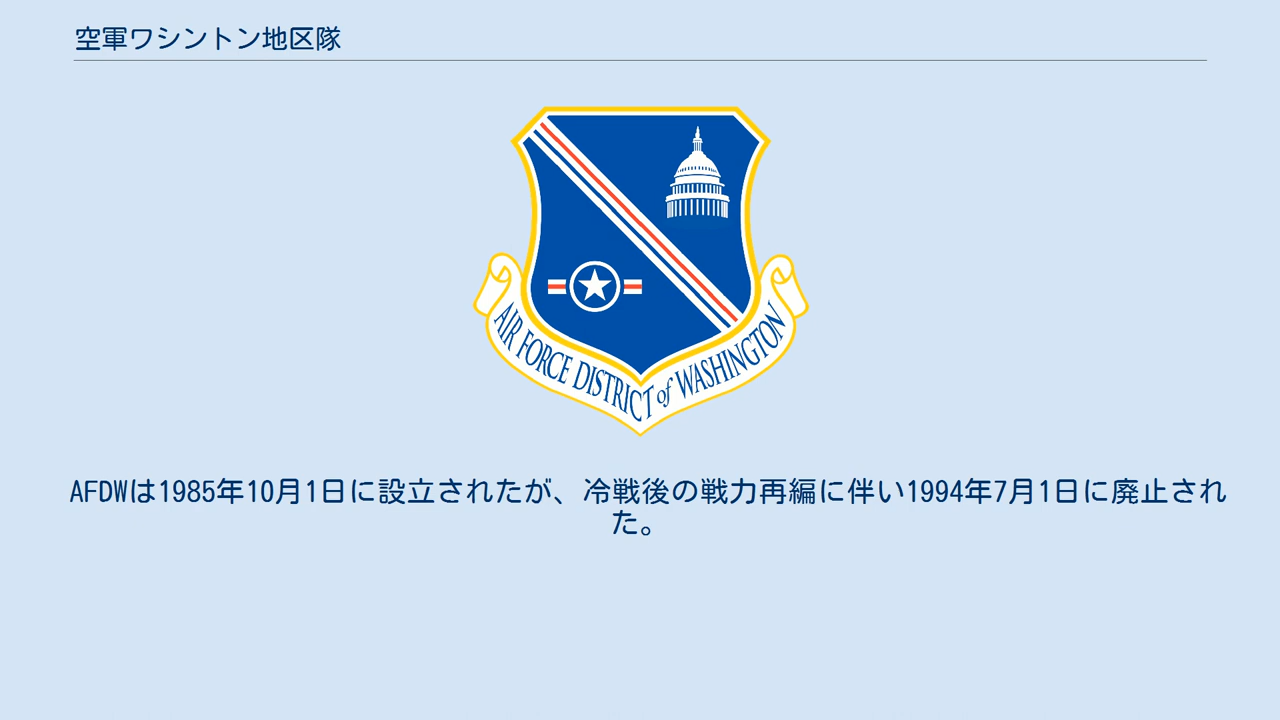 空軍ワシントン地区隊
AIR FORCE DISTRICT of WASHINGTON
AFDWは1985年10月1日に設立されたが、冷戦後の戦力再編に伴い1994年7月1日に廃止され
た。